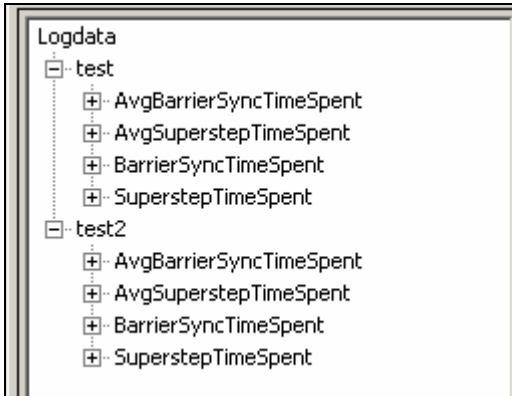 Logdata
test
AvgBarrierSyncTimeSpent
AvgSuperstepTimeSpent
BarrierSyncTimeSpent
SuperstepTimeSpent
test2
AvgBarrierSyncTimeSpent
AvgSuperstepTimeSpent
BarrierSyncTimeSpent
SuperstepTimeSpent